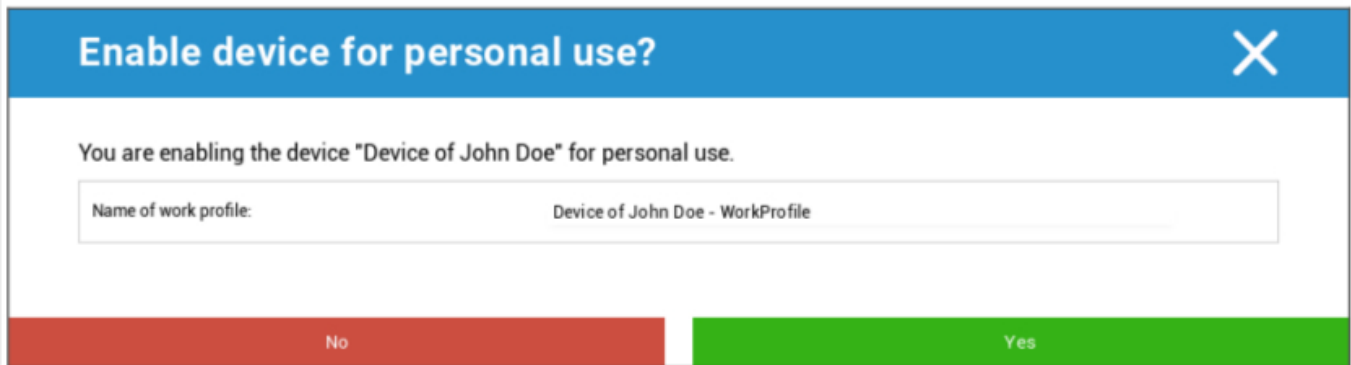 Enable device for personal use?
You are enabling the device "Device of John Doe" for personal use.
Name of work profile: Device of John Doe - WorkProfile
No Yes